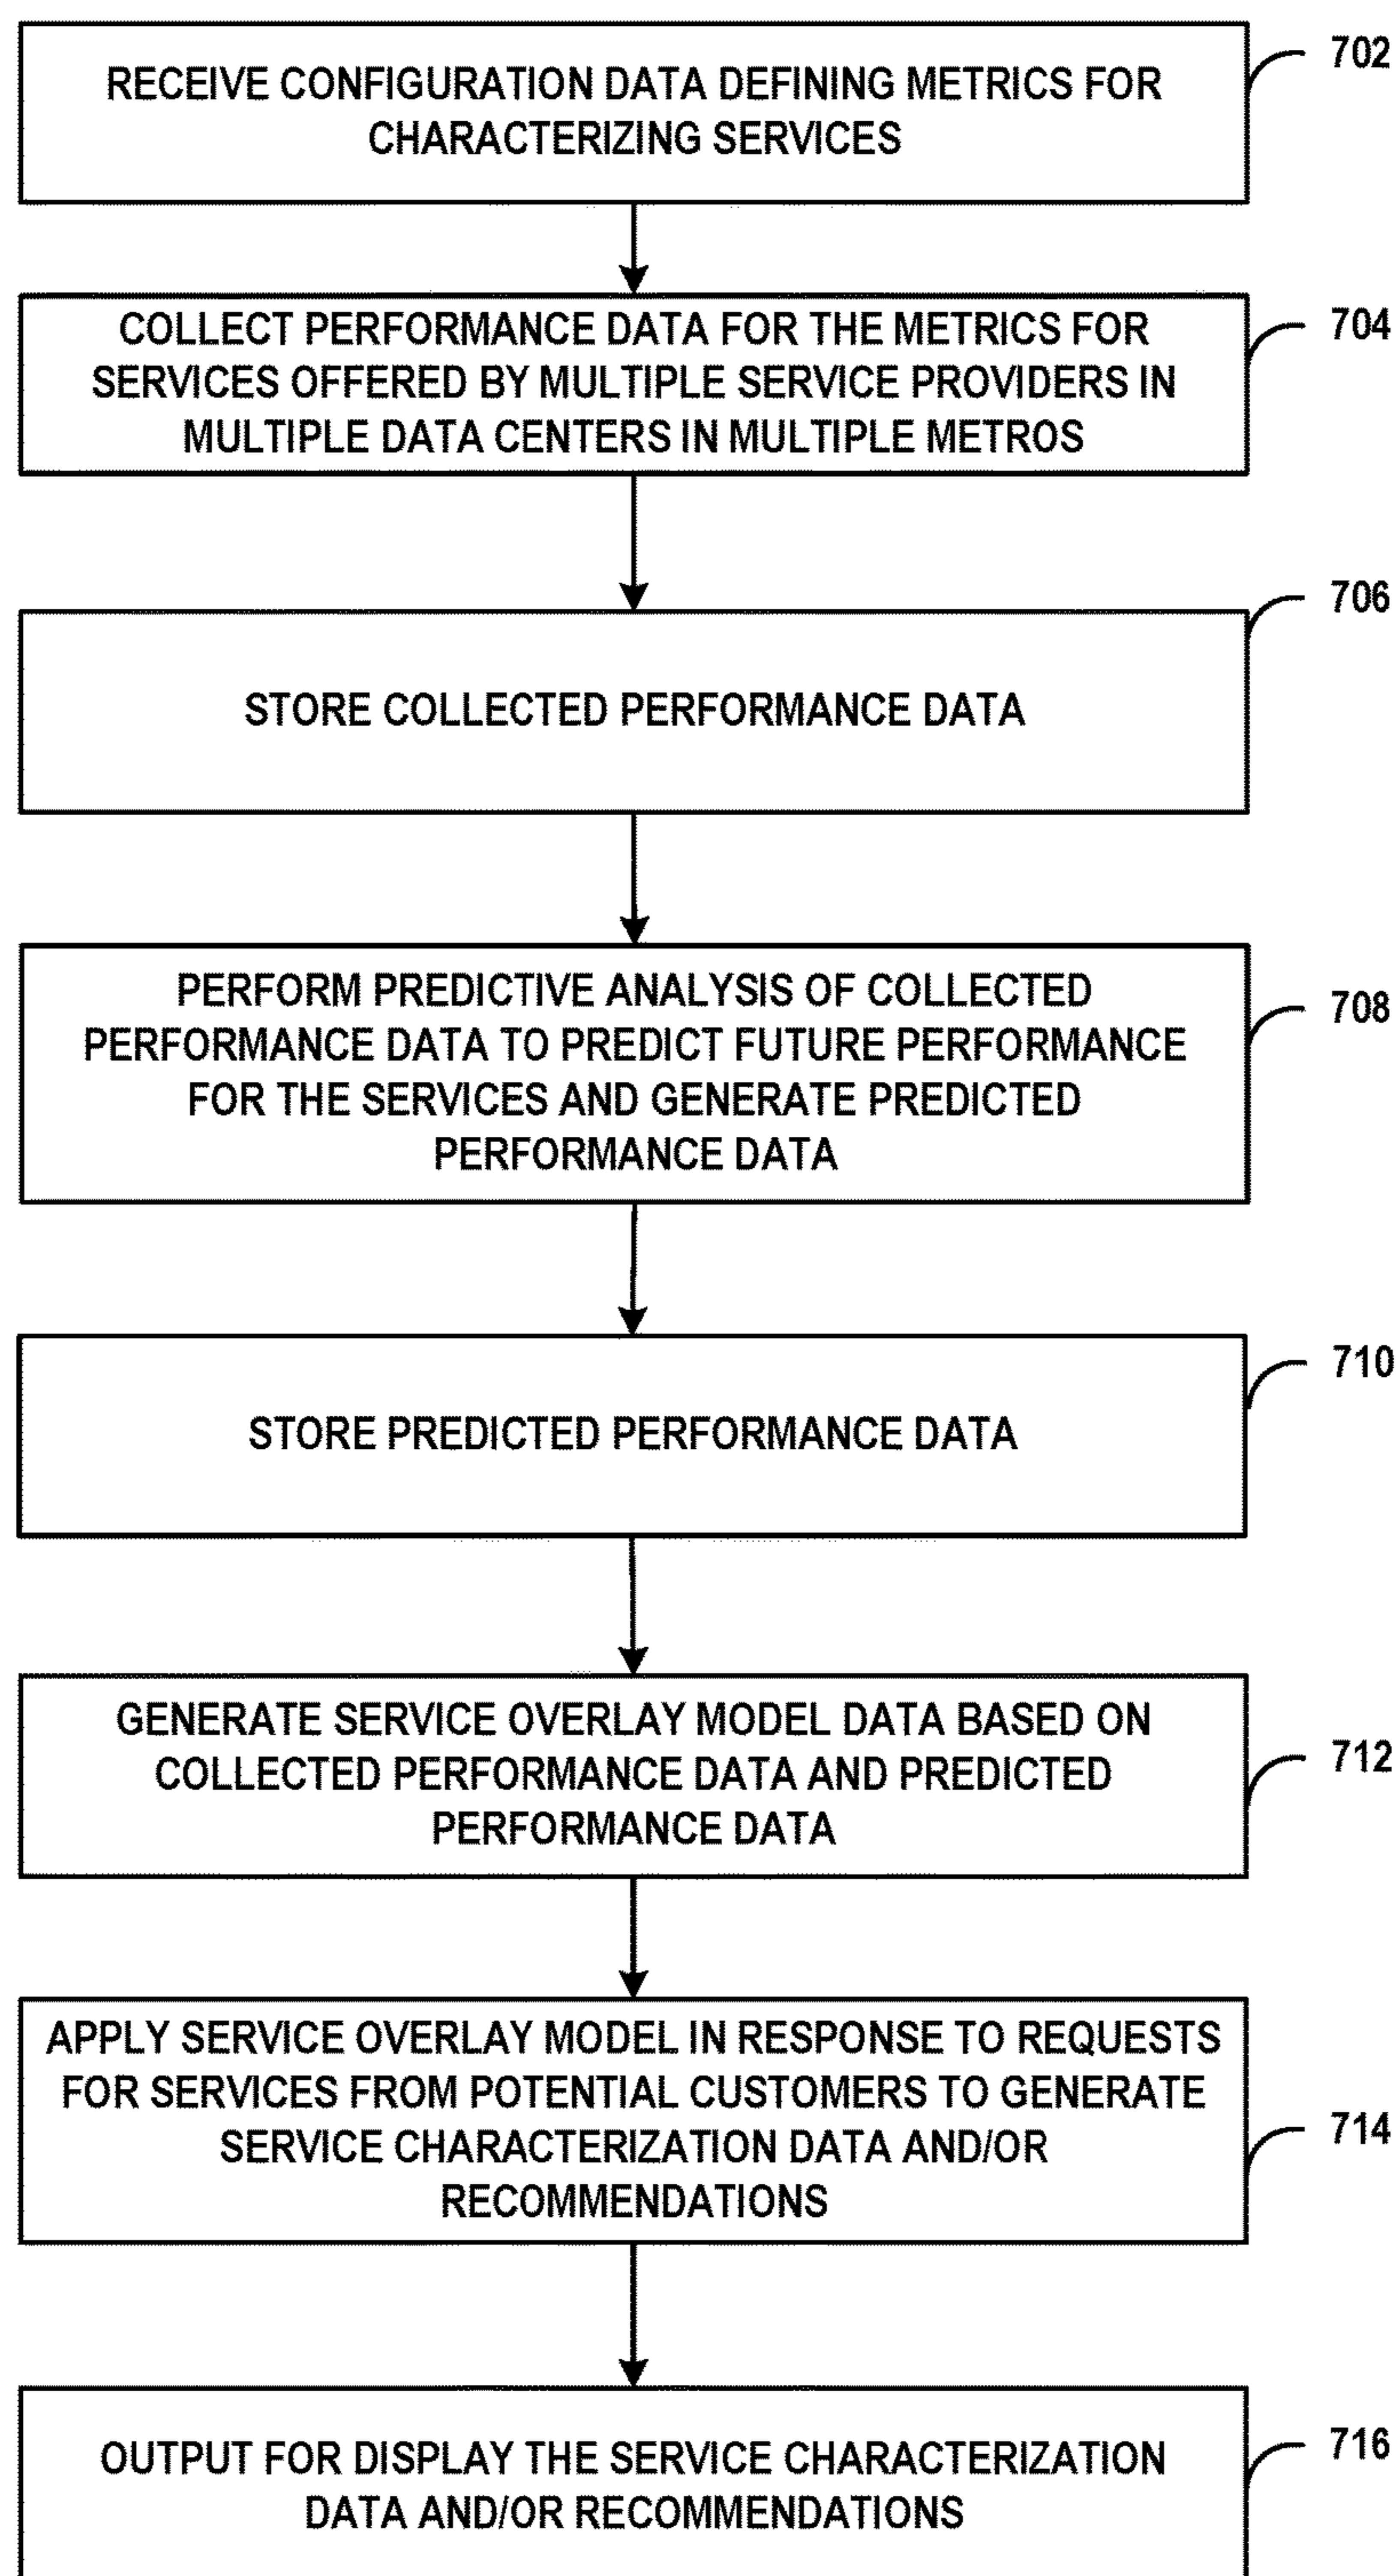 RECEIVE CONFIGURATION DATA DEFINING METRICS FOR
CHARACTERIZING SERVICES
702
COLLECT PERFORMANCE DATA FOR THE METRICS FOR
SERVICES OFFERED BY MULTIPLE SERVICE PROVIDERS IN
MULTIPLE DATA CENTERS IN MULTIPLE METROS
704
STORE COLLECTED PERFORMANCE DATA
706
PERFORM PREDICTIVE ANALYSIS OF COLLECTED
PERFORMANCE DATA TO PREDICT FUTURE PERFORMANCE
FOR THE SERVICES AND GENERATE PREDICTED
PERFORMANCE DATA
708
STORE PREDICTED PERFORMANCE DATA
710
GENERATE SERVICE OVERLAY MODEL DATA BASED ON
COLLECTED PERFORMANCE DATA AND PREDICTED
PERFORMANCE DATA
712
APPLY SERVICE OVERLAY MODEL IN RESPONSE TO REQUESTS
FOR SERVICES FROM POTENTIAL CUSTOMERS TO GENERATE
SERVICE CHARACTERIZATION DATA AND/OR
RECOMMENDATIONS
714
OUTPUT FOR DISPLAY THE SERVICE CHARACTERIZATION
DATA AND/OR RECOMMENDATIONS
716